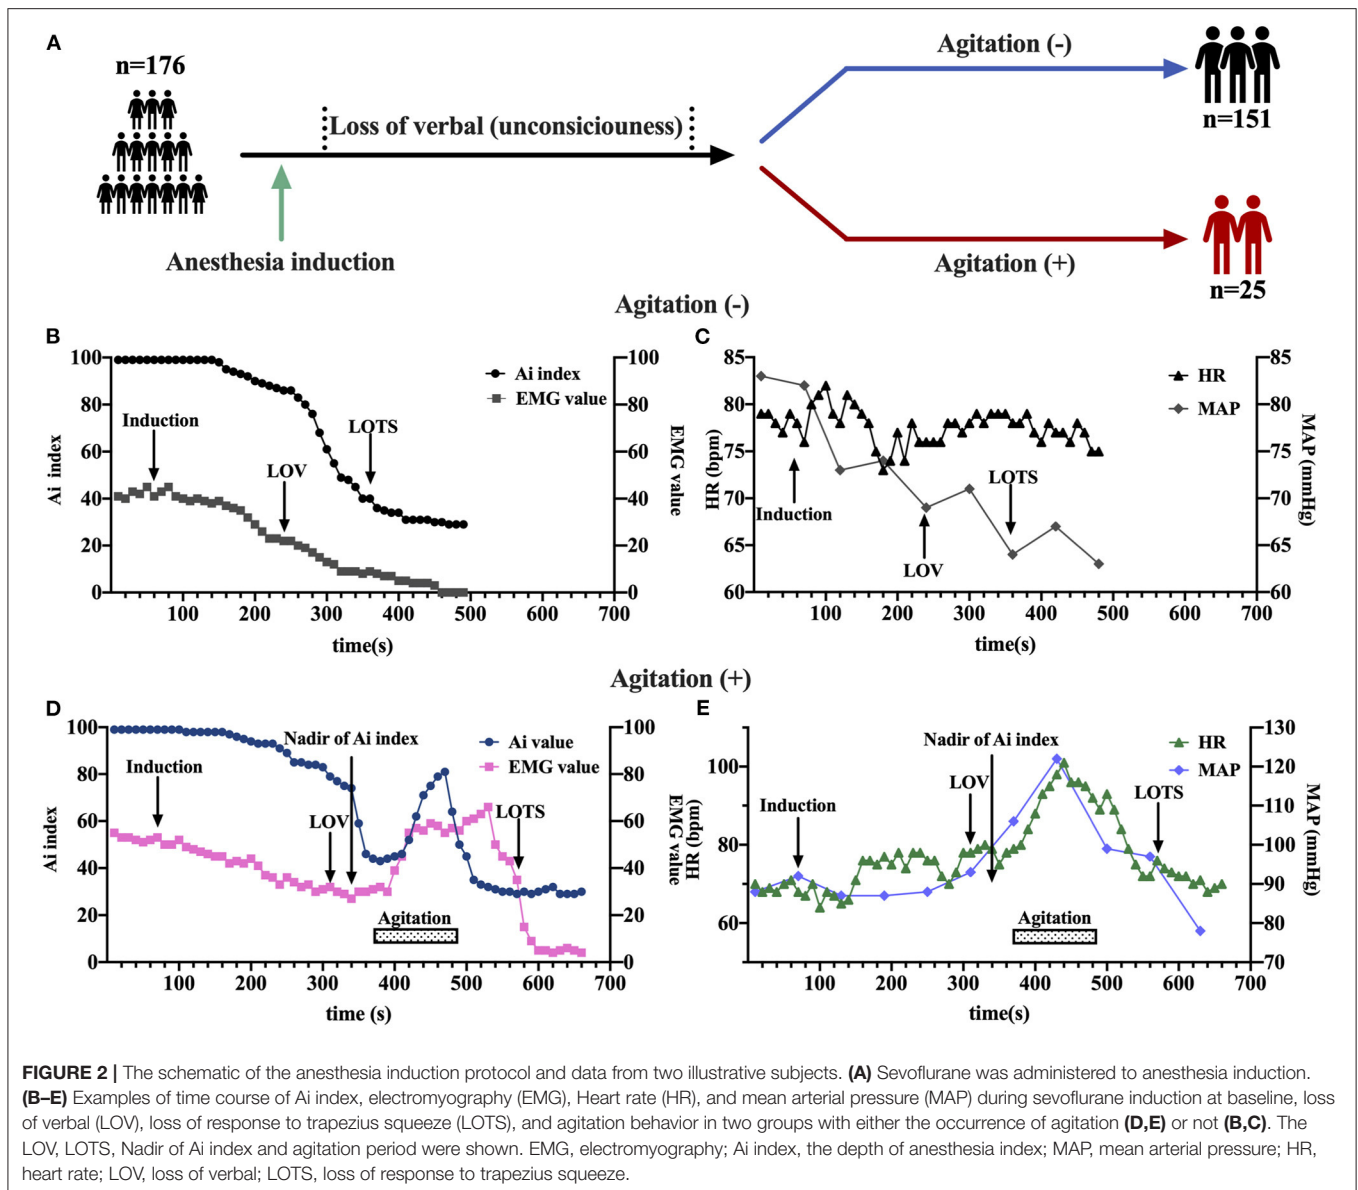 A
n=176
Agitation (-)
n=151
Loss of verbal (unconsiciouness)
Anesthesia induction
Agitation (+)
n=25
Agitation (-)
B
100
80
60
40
20
0
Ai index
100
80
60
40
20
0
EMG value
Ai index
EMG value
Induction
LOV
LOTS
100 200 300 400 500 600 700
time(s)
C
85
80
75
70
65
60
HR (bpm)
85
80
75
70
65
60
MAP (mmHg)
HR
MAP
Induction
LOV
LOTS
100 200 300 400 500 600 700
time(s)
Agitation (+)
D
100
80
60
40
20
0
Ai index
100
80
60
40
20
0
EMG value
Nadir of Ai index
Ai value
EMG value
Induction
LOV
LOTS
Agitation
100 200 300 400 500 600 700
time (s)
E
100
80
60
HR (bpm)
130
120
110
100
90
80
70
MAP (mmHg)
Nadir of Ai index
HR
MAP
Induction
LOV
LOTS
Agitation
100 200 300 400 500 600 700
time(s)
FIGURE 2 | The schematic of the anesthesia induction protocol and data from two illustrative subjects. (A) Sevoflurane was administered to anesthesia induction.
(B–E) Examples of time course of Ai index, electromyography (EMG), Heart rate (HR), and mean arterial pressure (MAP) during sevoflurane induction at baseline, loss
of verbal (LOV), loss of response to trapezius squeeze (LOTS), and agitation behavior in two groups with either the occurrence of agitation (D,E) or not (B,C). The
LOV, LOTS, Nadir of Ai index and agitation period were shown. EMG, electromyography; Ai index, the depth of anesthesia index; MAP, mean arterial pressure; HR,
heart rate; LOV, loss of verbal; LOTS, loss of response to trapezius squeeze.